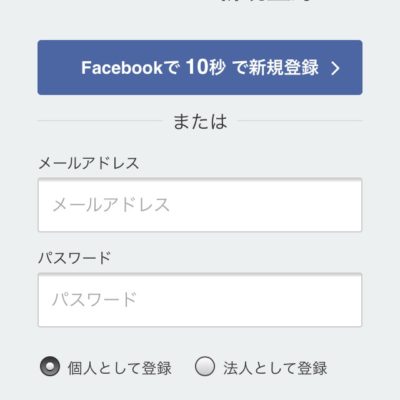 Facebookで 10秒 で新規登録
または
メールアドレス
メールアドレス
パスワード
パスワード
個人として登録
法人として登録